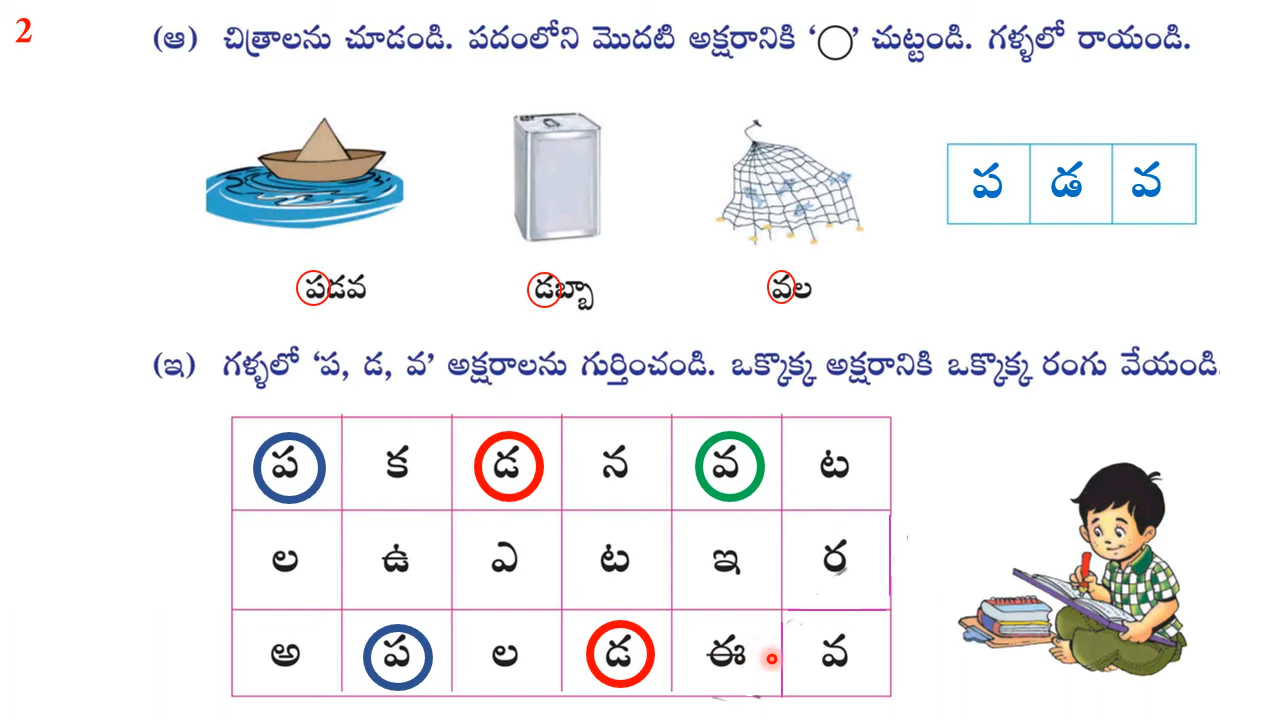 2
(ఆ) చిత్రాలను చూడండి. పదంలోని మొదటి అక్షరానికి ‘◯’ చుట్టండి. గళ్ళలో రాయండి.
ప డ వ
పడవ డబ్బా వల
(ఇ) గళ్ళలో ‘ప, డ, వ’ అక్షరాలను గుర్తించండి. ఒక్కొక్క అక్షరానికి ఒక్కొక్క రంగు వేయండి.
ప క డ న వ ట
ల ఉ ఎ ట ఇ ర
అ ప ల డ ఈ వ